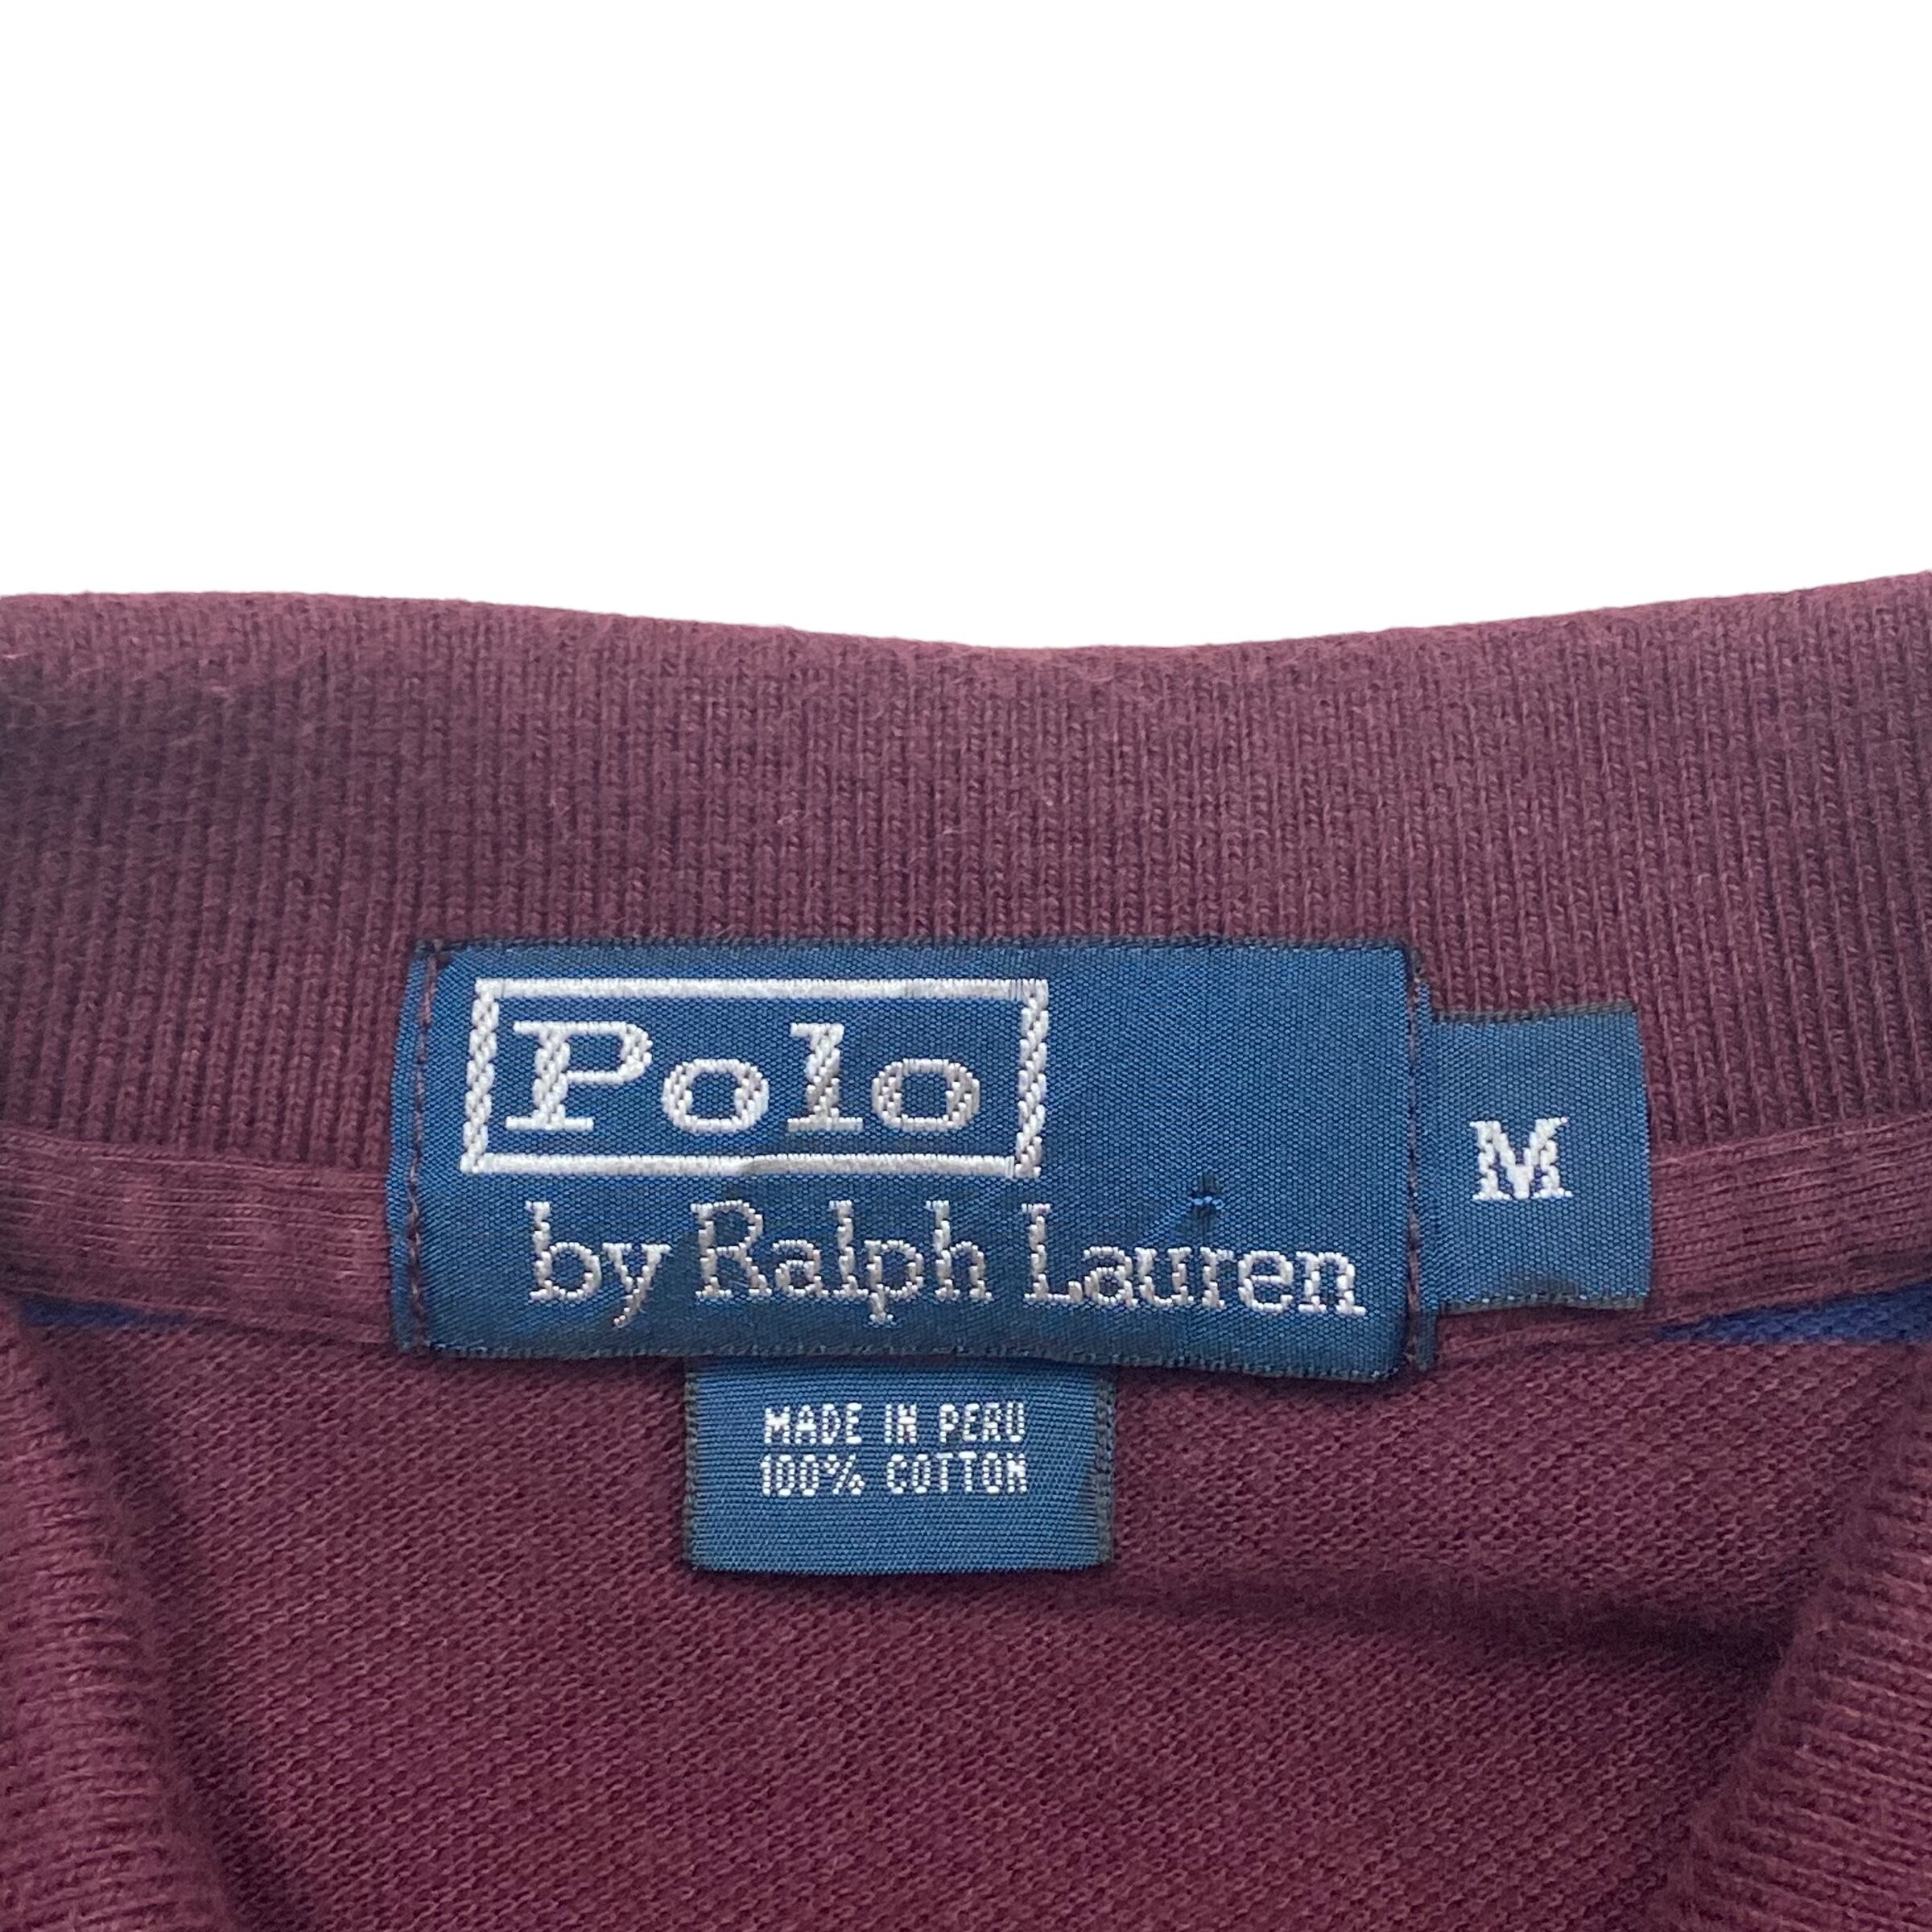 Polo
by Ralph Lauren
M
MADE IN PERU
100% COTTON